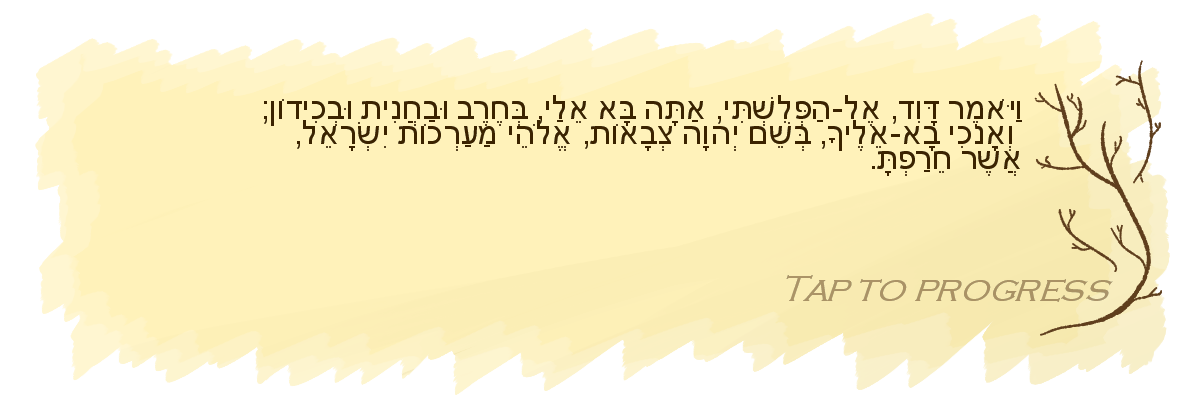 וַיֹּאמֶר דָּוִד, אֶל-הַפְּלִשְׁתִּי, אַתָּה בָּא אֵלַי, בְּחֶרֶב וּבַחֲנִית וּבְכִידוֹן;
וְאָנֹכִי בָא-אֵלֶיךָ, בְּשֵׁם יְהוָה צְבָאוֹת, אֱלֹהֵי מַעַרְכוֹת יִשְׂרָאֵל,
אֲשֶׁר חֵרַפְתָּ.
TAP TO PROGRESS